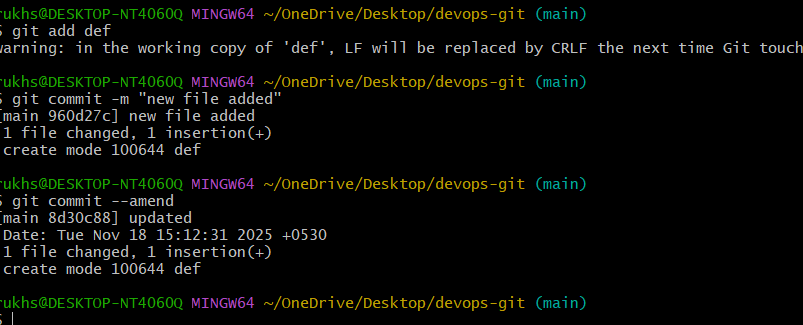 rukhs@DESKTOP-NT4O6OQ MINGW64 ~/OneDrive/Desktop/devops-git (main)
$ git add def
warning: in the working copy of 'def', LF will be replaced by CRLF the next time Git touch
rukhs@DESKTOP-NT4O6OQ MINGW64 ~/OneDrive/Desktop/devops-git (main)
$ git commit -m "new file added"
[main 960d27c] new file added
1 file changed, 1 insertion(+)
create mode 100644 def
rukhs@DESKTOP-NT4O6OQ MINGW64 ~/OneDrive/Desktop/devops-git (main)
$ git commit --amend
[main 8d30c88] updated
Date: Tue Nov 18 15:12:31 2025 +0530
1 file changed, 1 insertion(+)
create mode 100644 def
rukhs@DESKTOP-NT4O6OQ MINGW64 ~/OneDrive/Desktop/devops-git (main)
$